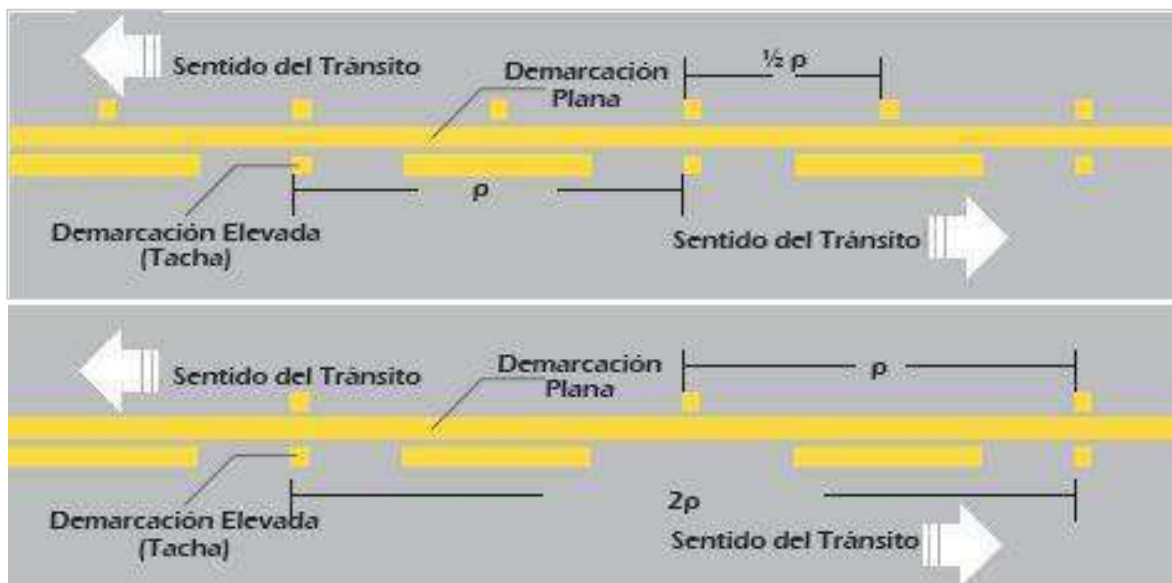 Sentido del Tránsito
Demarcación
Plana
½ ρ
ρ
Demarcación Elevada
(Tacha)
Sentido del Tránsito
Sentido del Tránsito
Demarcación
Plana
ρ
2ρ
Demarcación Elevada
(Tacha)
Sentido del Tránsito